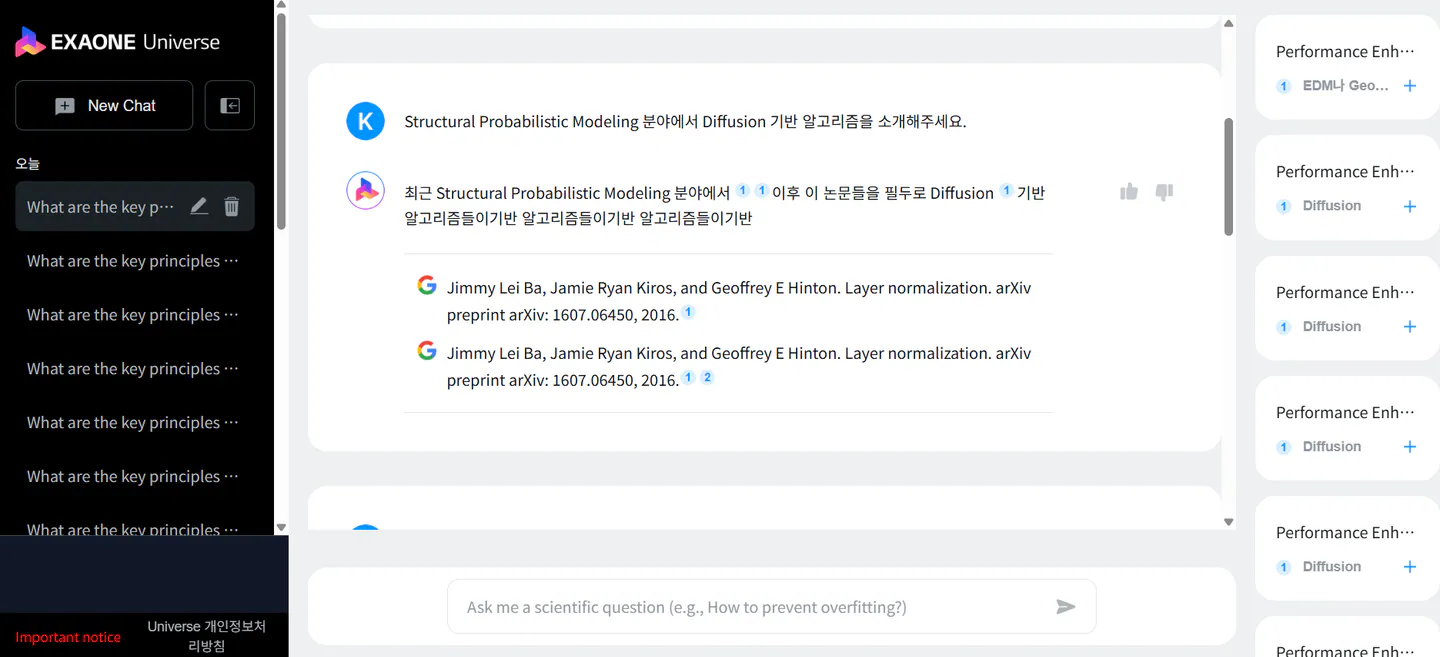 EXAONE Universe
New Chat
오늘
What are the key p…
What are the key principles …
What are the key principles …
What are the key principles …
What are the key principles …
What are the key principles …
What are the key principles …
Important notice
Universe 개인정보처
리방침
K
Structural Probabilistic Modeling 분야에서 Diffusion 기반 알고리즘을 소개해주세요.
최근 Structural Probabilistic Modeling 분야에서 1 1 이후 이 논문들을 필두로 Diffusion 1 기반
알고리즘들이기반 알고리즘들이기반 알고리즘들이기반
Jimmy Lei Ba, Jamie Ryan Kiros, and Geoffrey E Hinton. Layer normalization. arXiv
preprint arXiv: 1607.06450, 2016. 1
Jimmy Lei Ba, Jamie Ryan Kiros, and Geoffrey E Hinton. Layer normalization. arXiv
preprint arXiv: 1607.06450, 2016. 1 2
Ask me a scientific question (e.g., How to prevent overfitting?)
Performance Enh…
1 EDM나 Geo...
Performance Enh…
1 Diffusion
Performance Enh…
1 Diffusion
Performance Enh…
1 Diffusion
Performance Enh…
1 Diffusion
Performance Enh…